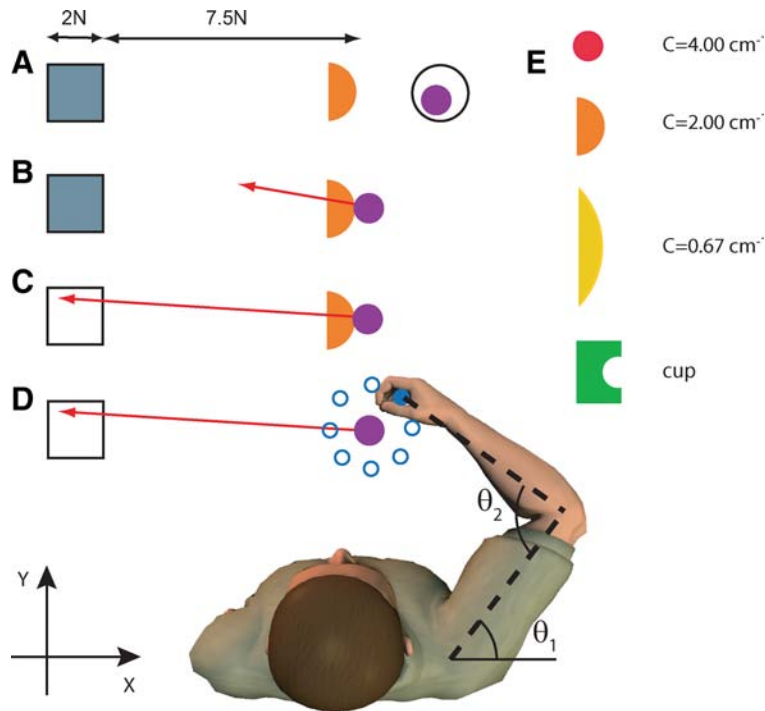 2N
7.5N
A
E
C=4.00 cm⁻¹
C=2.00 cm⁻¹
B
C=0.67 cm⁻¹
C
cup
D
θ₂
θ₁
Y
X